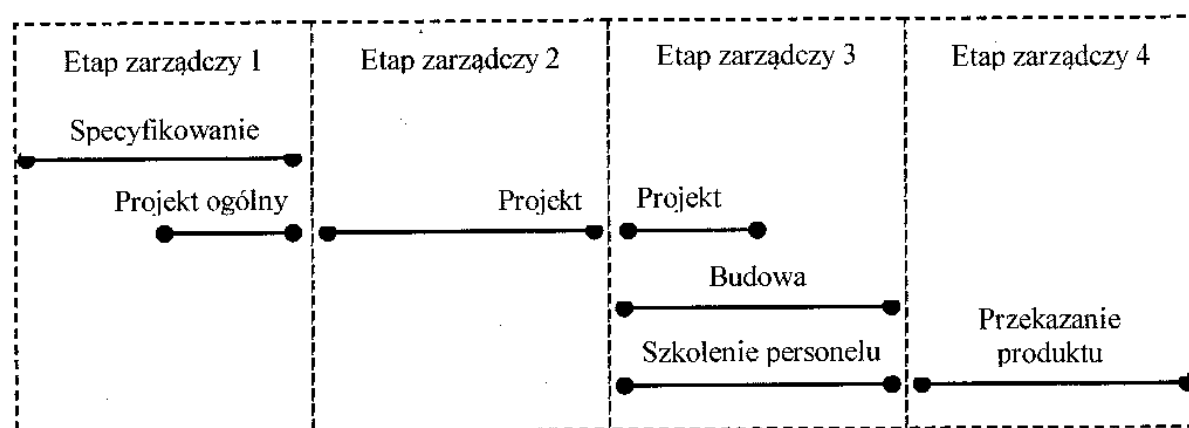 Etap zarządczy 1
Etap zarządczy 2
Etap zarządczy 3
Etap zarządczy 4
Specyfikowanie
Projekt ogólny
Projekt
Projekt
Budowa
Szkolenie personelu
Przekazanie
produktu